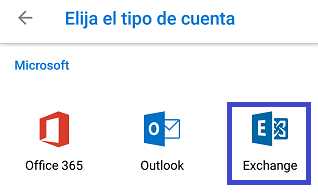 Elija el tipo de cuenta
Microsoft
Office 365
Outlook
Exchange